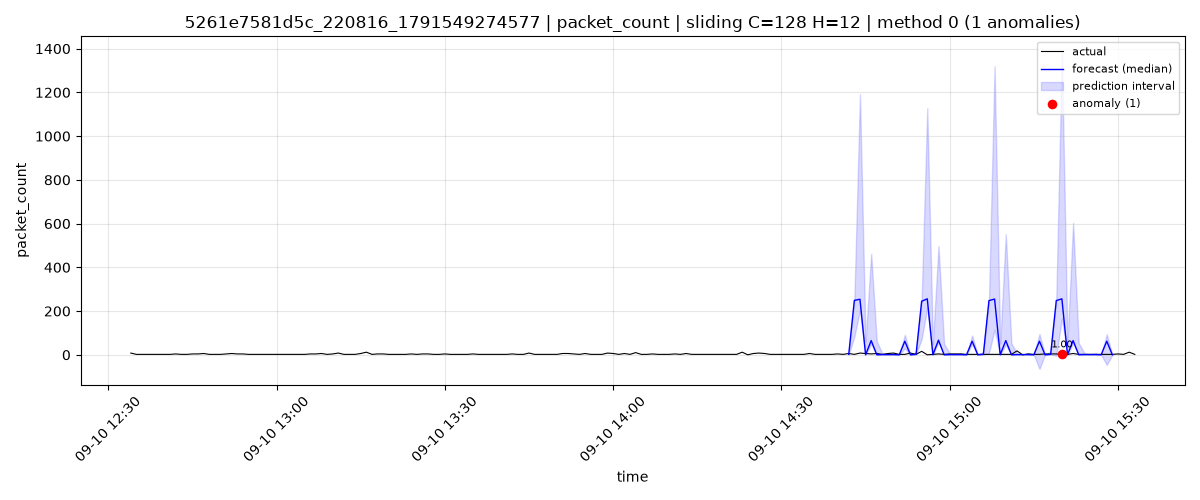 5261e7581d5c_220816_1791549274577 | packet_count | sliding C=128 H=12 | method 0 (1 anomalies)
actual
forecast (median)
prediction interval
anomaly (1)
1400
1200
1000
800
600
400
200
0
packet_count
1.00
09-10 12:30
09-10 13:00
09-10 13:30
09-10 14:00
09-10 14:30
09-10 15:00
09-10 15:30
time